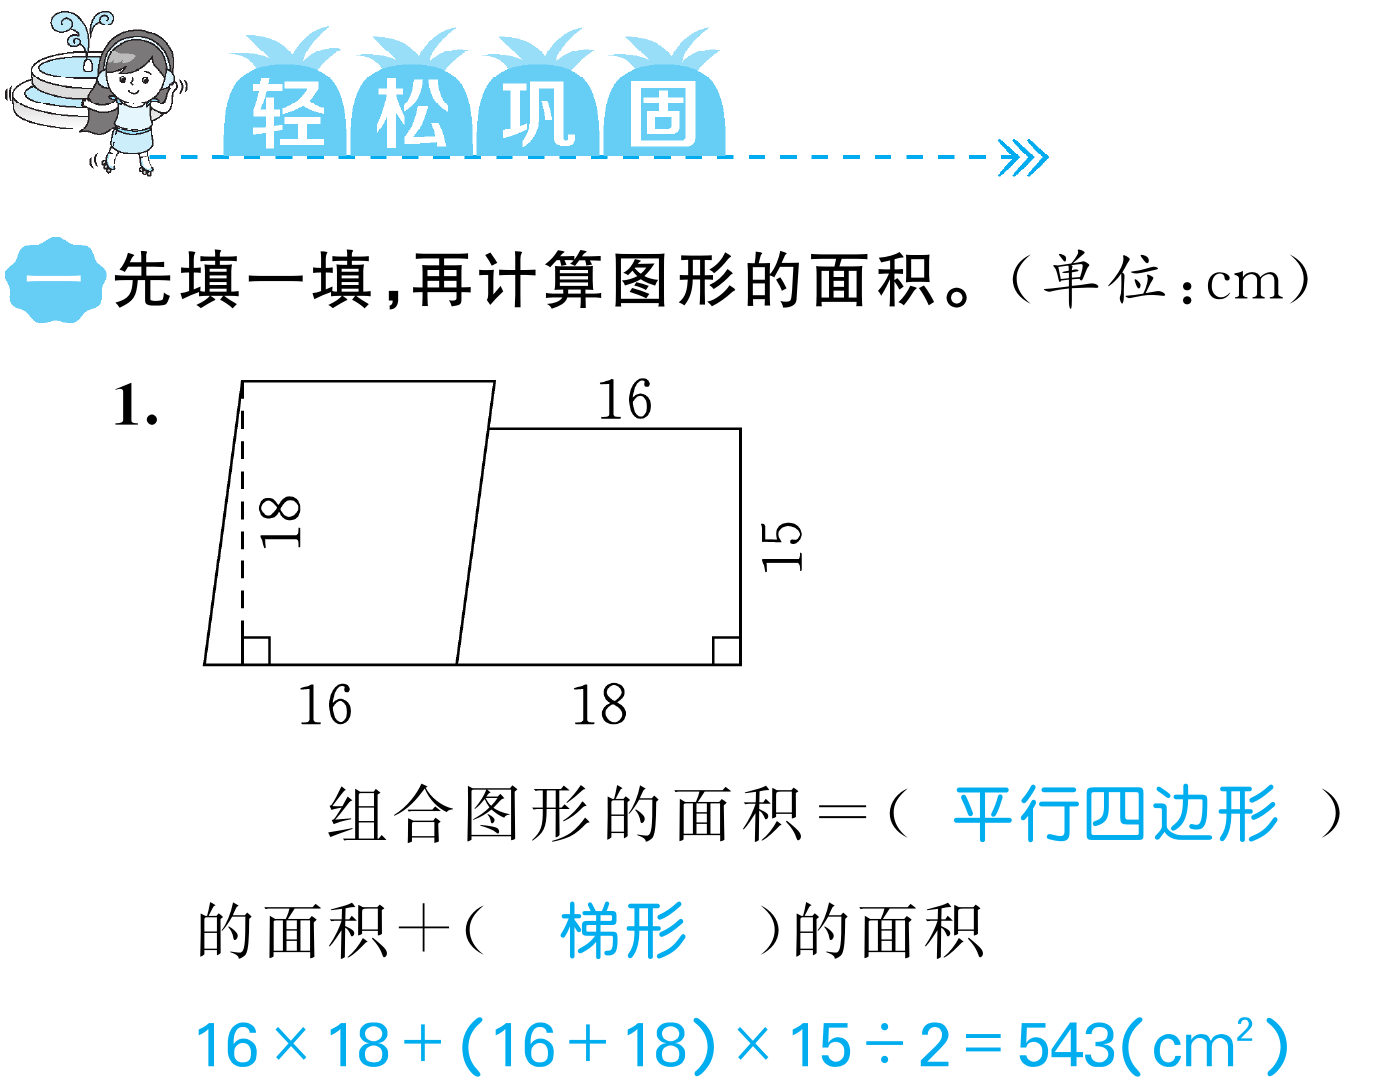 轻松巩固
一 先填一填,再计算图形的面积。(单位:cm)
1.
16
18
15
16
18
组合图形的面积=( 平行四边形 )
的面积+( 梯形 )的面积
16×18+(16+18)×15÷2=543(cm²)